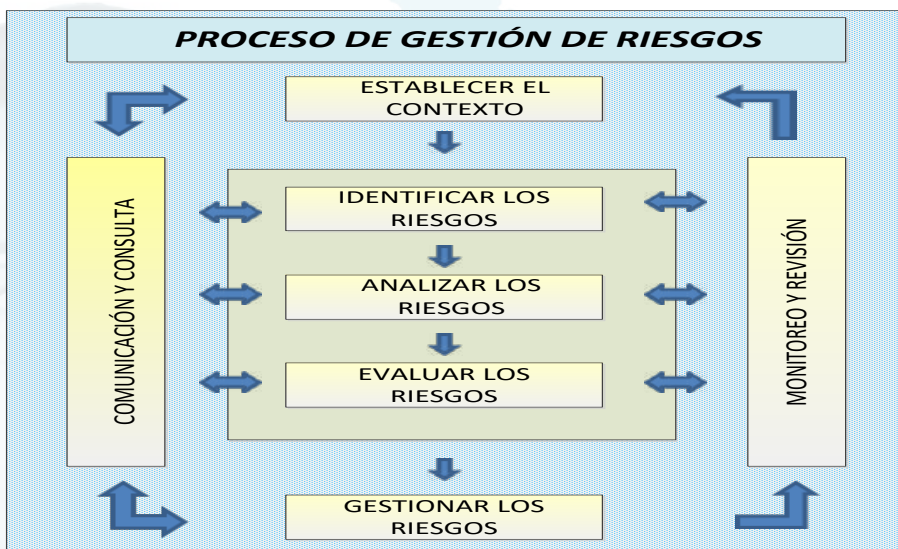 PROCESO DE GESTIÓN DE RIESGOS
ESTABLECER EL
CONTEXTO
COMUNICACIÓN Y CONSULTA
IDENTIFICAR LOS
RIESGOS
ANALIZAR LOS
RIESGOS
EVALUAR LOS
RIESGOS
MONITOREO Y REVISIÓN
GESTIONAR LOS
RIESGOS